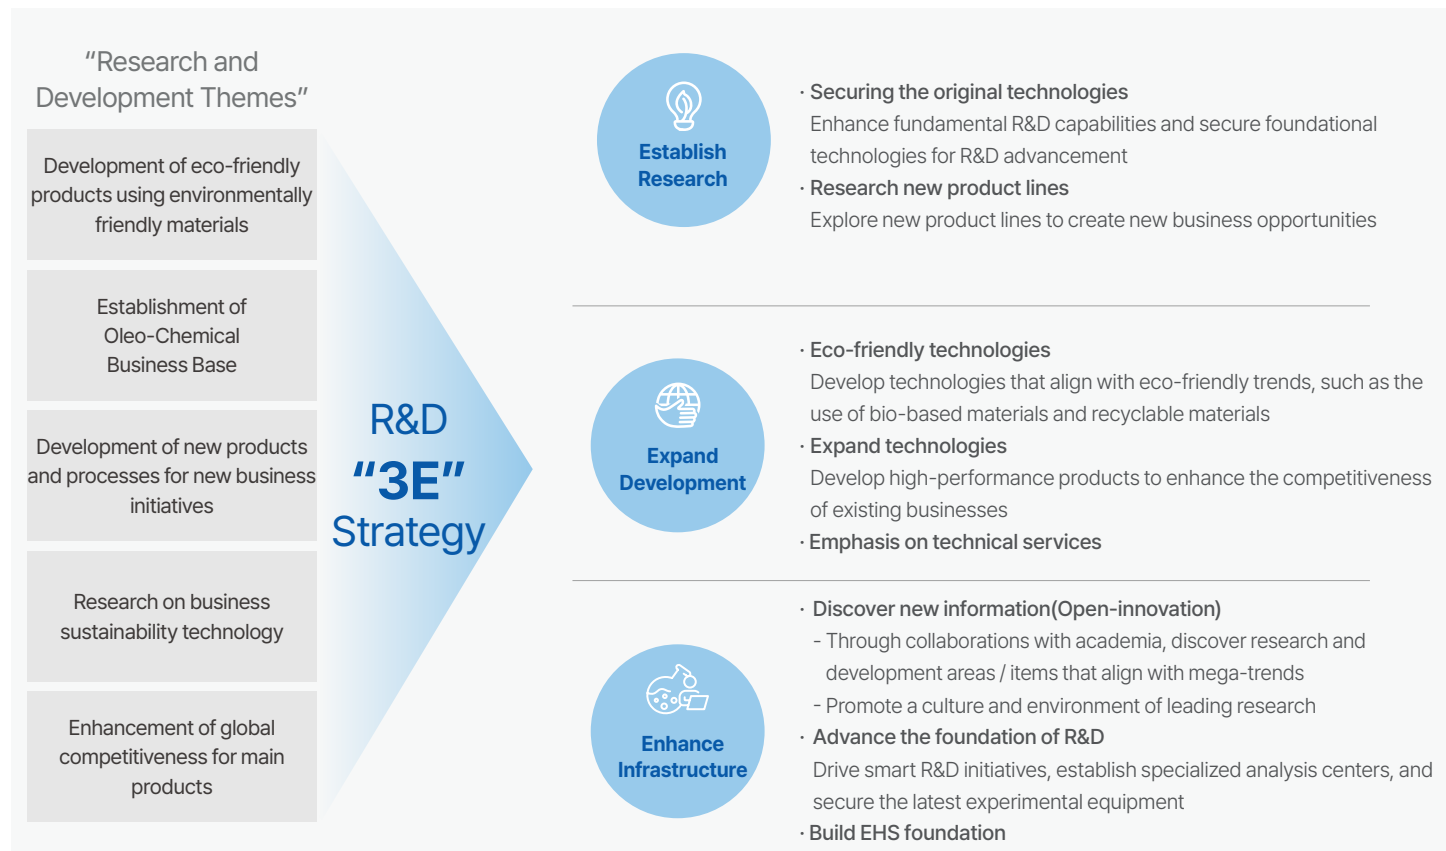 “Research and
Development Themes”
Development of eco-friendly
products using environmentally
friendly materials
Establishment of
Oleo-Chemical
Business Base
Development of new products
and processes for new business
initiatives
Research on business
sustainability technology
Enhancement of global
competitiveness for main
products
R&D
“3E”
Strategy
Establish
Research
· Securing the original technologies
Enhance fundamental R&D capabilities and secure foundational
technologies for R&D advancement
· Research new product lines
Explore new product lines to create new business opportunities
Expand
Development
· Eco-friendly technologies
Develop technologies that align with eco-friendly trends, such as the
use of bio-based materials and recyclable materials
· Expand technologies
Develop high-performance products to enhance the competitiveness
of existing businesses
· Emphasis on technical services
Enhance
Infrastructure
· Discover new information(Open-innovation)
- Through collaborations with academia, discover research and
development areas / items that align with mega-trends
- Promote a culture and environment of leading research
· Advance the foundation of R&D
Drive smart R&D initiatives, establish specialized analysis centers, and
secure the latest experimental equipment
· Build EHS foundation